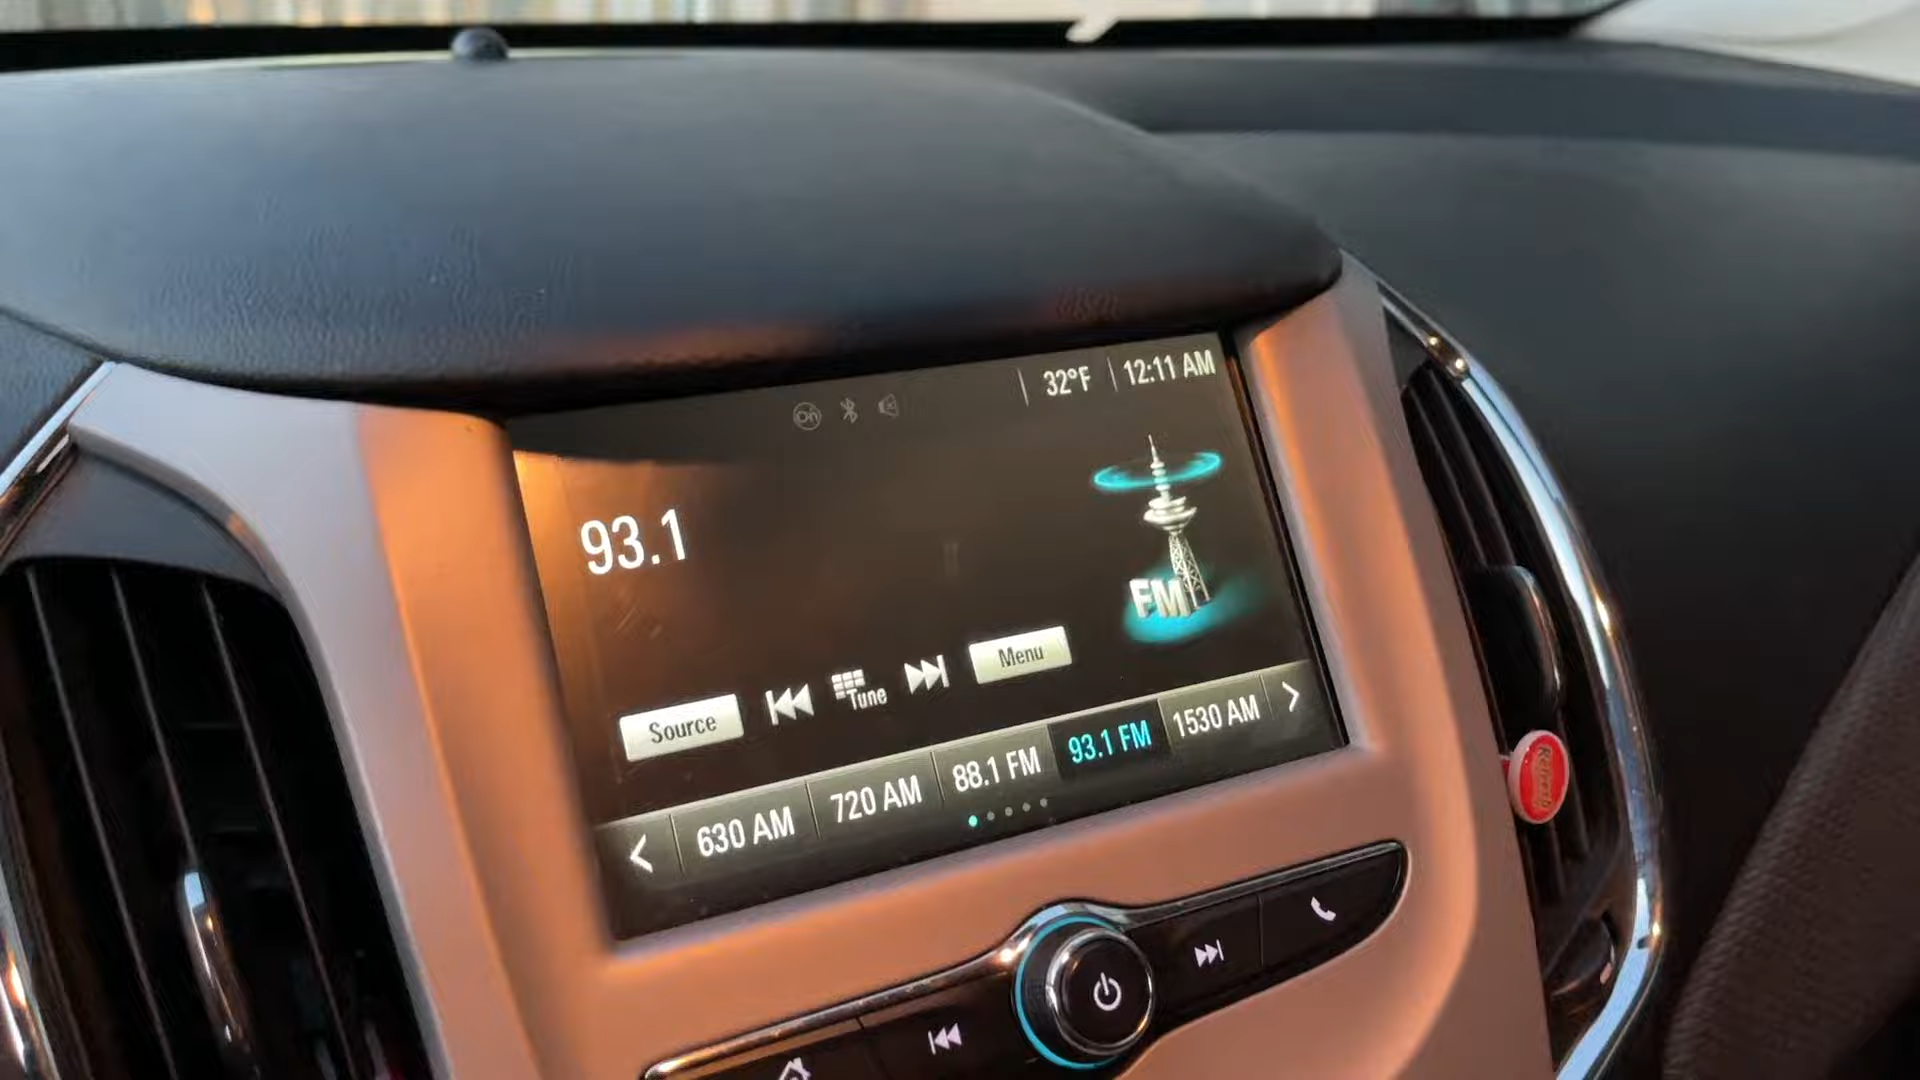 32°F 12:11 AM
93.1
FM
Source Tune Menu
630 AM 720 AM 88.1 FM 93.1 FM 1530 AM
Refresh